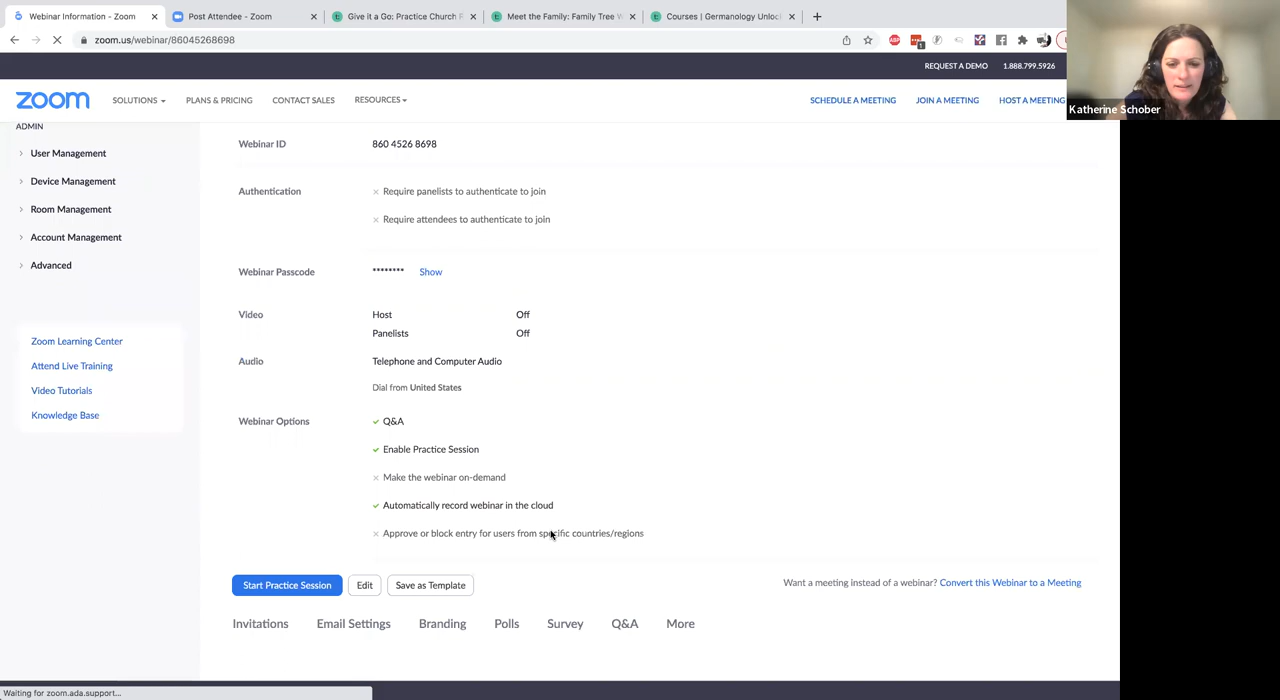 Webinar Information - Zoom
Post Attendee - Zoom
Give it a Go: Practice Church
Meet the Family: Family Tree
Courses | Germanology Unlo
zoom.us/webinar/86045268698
ABP
1
REQUEST A DEMO 1.888.799.5926
zoom SOLUTIONS PLANS & PRICING CONTACT SALES RESOURCES SCHEDULE A MEETING JOIN A MEETING HOST A MEETING
Katherine Schober
ADMIN
User Management
Device Management
Room Management
Account Management
Advanced
Zoom Learning Center
Attend Live Training
Video Tutorials
Knowledge Base
Webinar ID 860 4526 8698
Authentication Require panelists to authenticate to join
Require attendees to authenticate to join
Webinar Passcode ******** Show
Video Host Off
Panelists Off
Audio Telephone and Computer Audio
Dial from United States
Webinar Options Q&A
Enable Practice Session
Make the webinar on-demand
Automatically record webinar in the cloud
Approve or block entry for users from specific countries/regions
Start Practice Session Edit Save as Template Want a meeting instead of a webinar? Convert this Webinar to a Meeting
Invitations Email Settings Branding Polls Survey Q&A More
Waiting for zoom.ada.support...